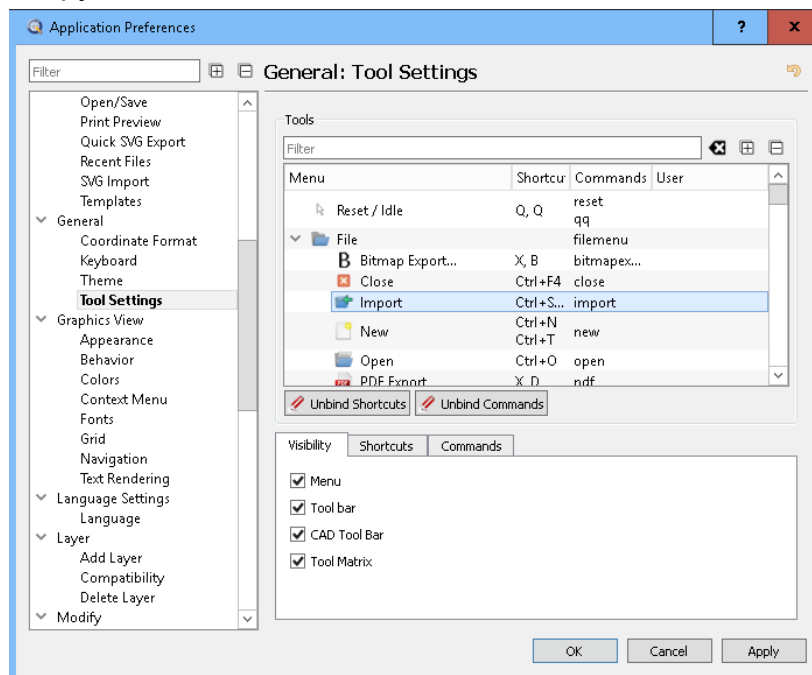 Application Preferences
?
x
Filter
General: Tool Settings
Open/Save
Print Preview
Quick SVG Export
Recent Files
SVG Import
Templates
General
Coordinate Format
Keyboard
Theme
Tool Settings
Graphics View
Appearance
Behavior
Colors
Context Menu
Fonts
Grid
Navigation
Text Rendering
Language Settings
Language
Layer
Add Layer
Compatibility
Delete Layer
Modify
Tools
Filter
Menu Shortcu Commands User
Reset / Idle Q, Q reset
qq
File filemenu
B Bitmap Export... X, B bitmapex...
Close Ctrl+F4 close
Import Ctrl+S... import
New Ctrl+N new
Ctrl+T
Open Ctrl+O open
PDF Export X, D pdf
Unbind Shortcuts Unbind Commands
Visibility Shortcuts Commands
Menu
Tool bar
CAD Tool Bar
Tool Matrix
OK Cancel Apply